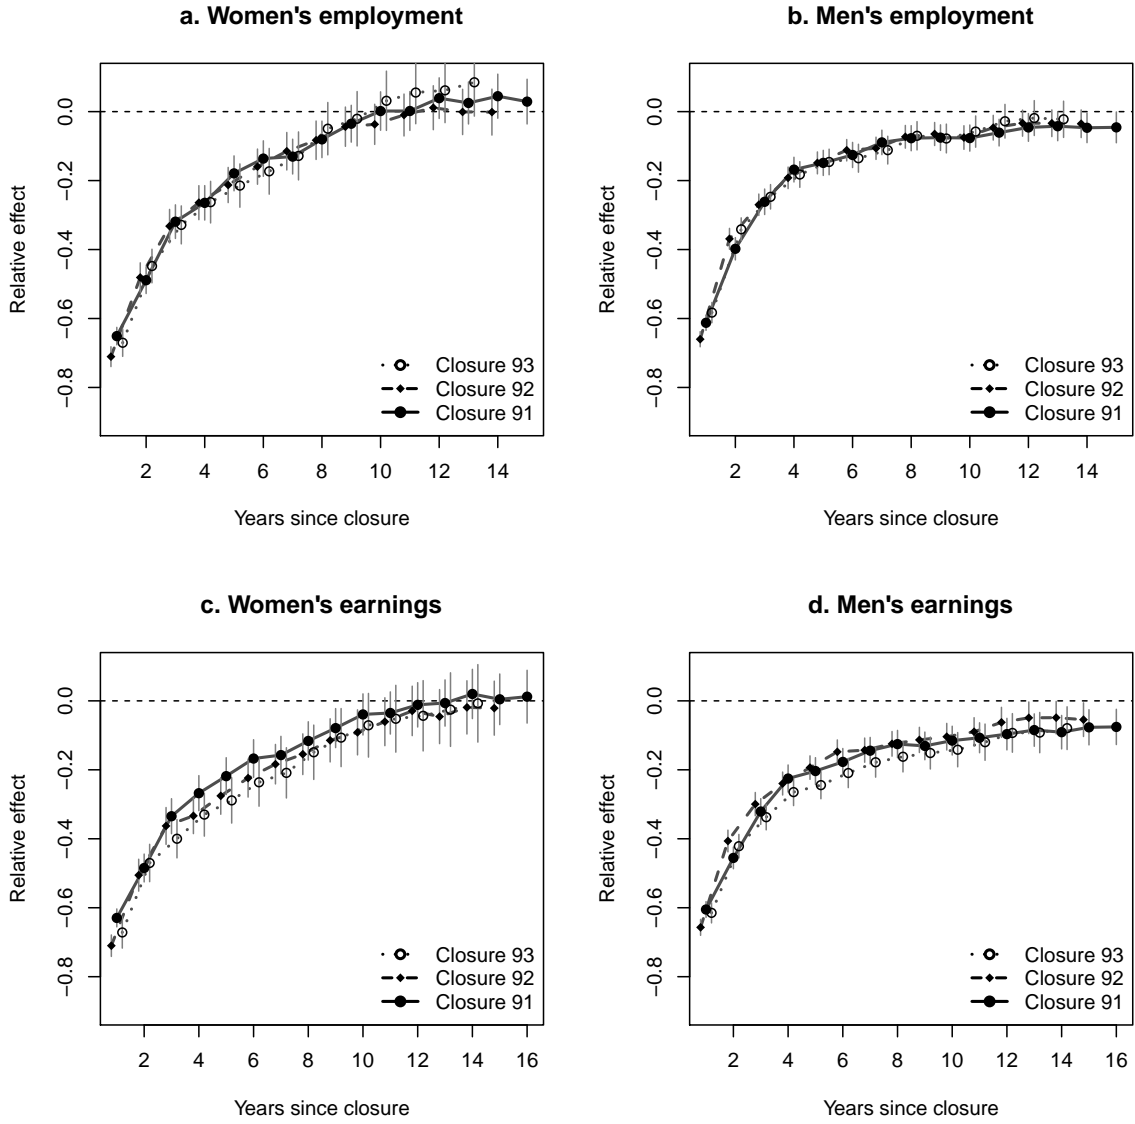 a. Women's employment
Relative effect
0.0
−0.2
−0.4
−0.6
−0.8
2 4 6 8 10 12 14
Years since closure
Closure 93
Closure 92
Closure 91
b. Men's employment
Relative effect
0.0
−0.2
−0.4
−0.6
−0.8
2 4 6 8 10 12 14
Years since closure
Closure 93
Closure 92
Closure 91
c. Women's earnings
Relative effect
0.0
−0.2
−0.4
−0.6
−0.8
2 4 6 8 10 12 14 16
Years since closure
Closure 93
Closure 92
Closure 91
d. Men's earnings
Relative effect
0.0
−0.2
−0.4
−0.6
−0.8
2 4 6 8 10 12 14 16
Years since closure
Closure 93
Closure 92
Closure 91